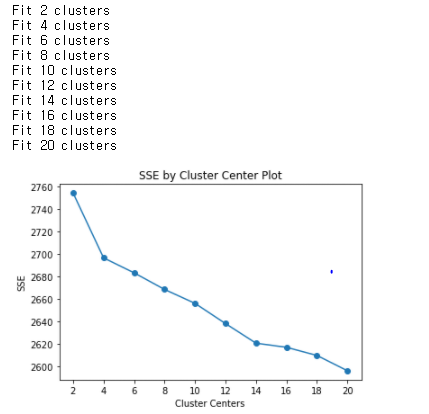 Fit 2 clusters
Fit 4 clusters
Fit 6 clusters
Fit 8 clusters
Fit 10 clusters
Fit 12 clusters
Fit 14 clusters
Fit 16 clusters
Fit 18 clusters
Fit 20 clusters
SSE by Cluster Center Plot
2760
2740
2720
2700
2680
2660
2640
2620
2600
SSE
2 4 6 8 10 12 14 16 18 20
Cluster Centers